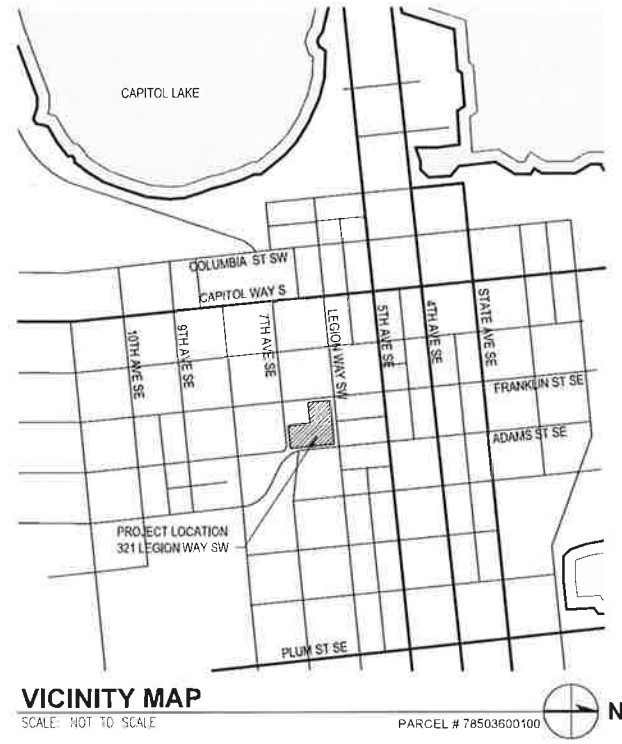 CAPITOL LAKE
COLUMBIA ST SW
CAPITOL WAY S
10TH AVE SE
9TH AVE SE
7TH AVE SE
LEGION WAY SW
5TH AVE SE
4TH AVE SE
STATE AVE SE
FRANKLIN ST SE
ADAMS ST SE
PROJECT LOCATION
321 LEGION WAY SW
PLUM ST SE
VICINITY MAP
SCALE: NOT TO SCALE
PARCEL # 78503600100
N